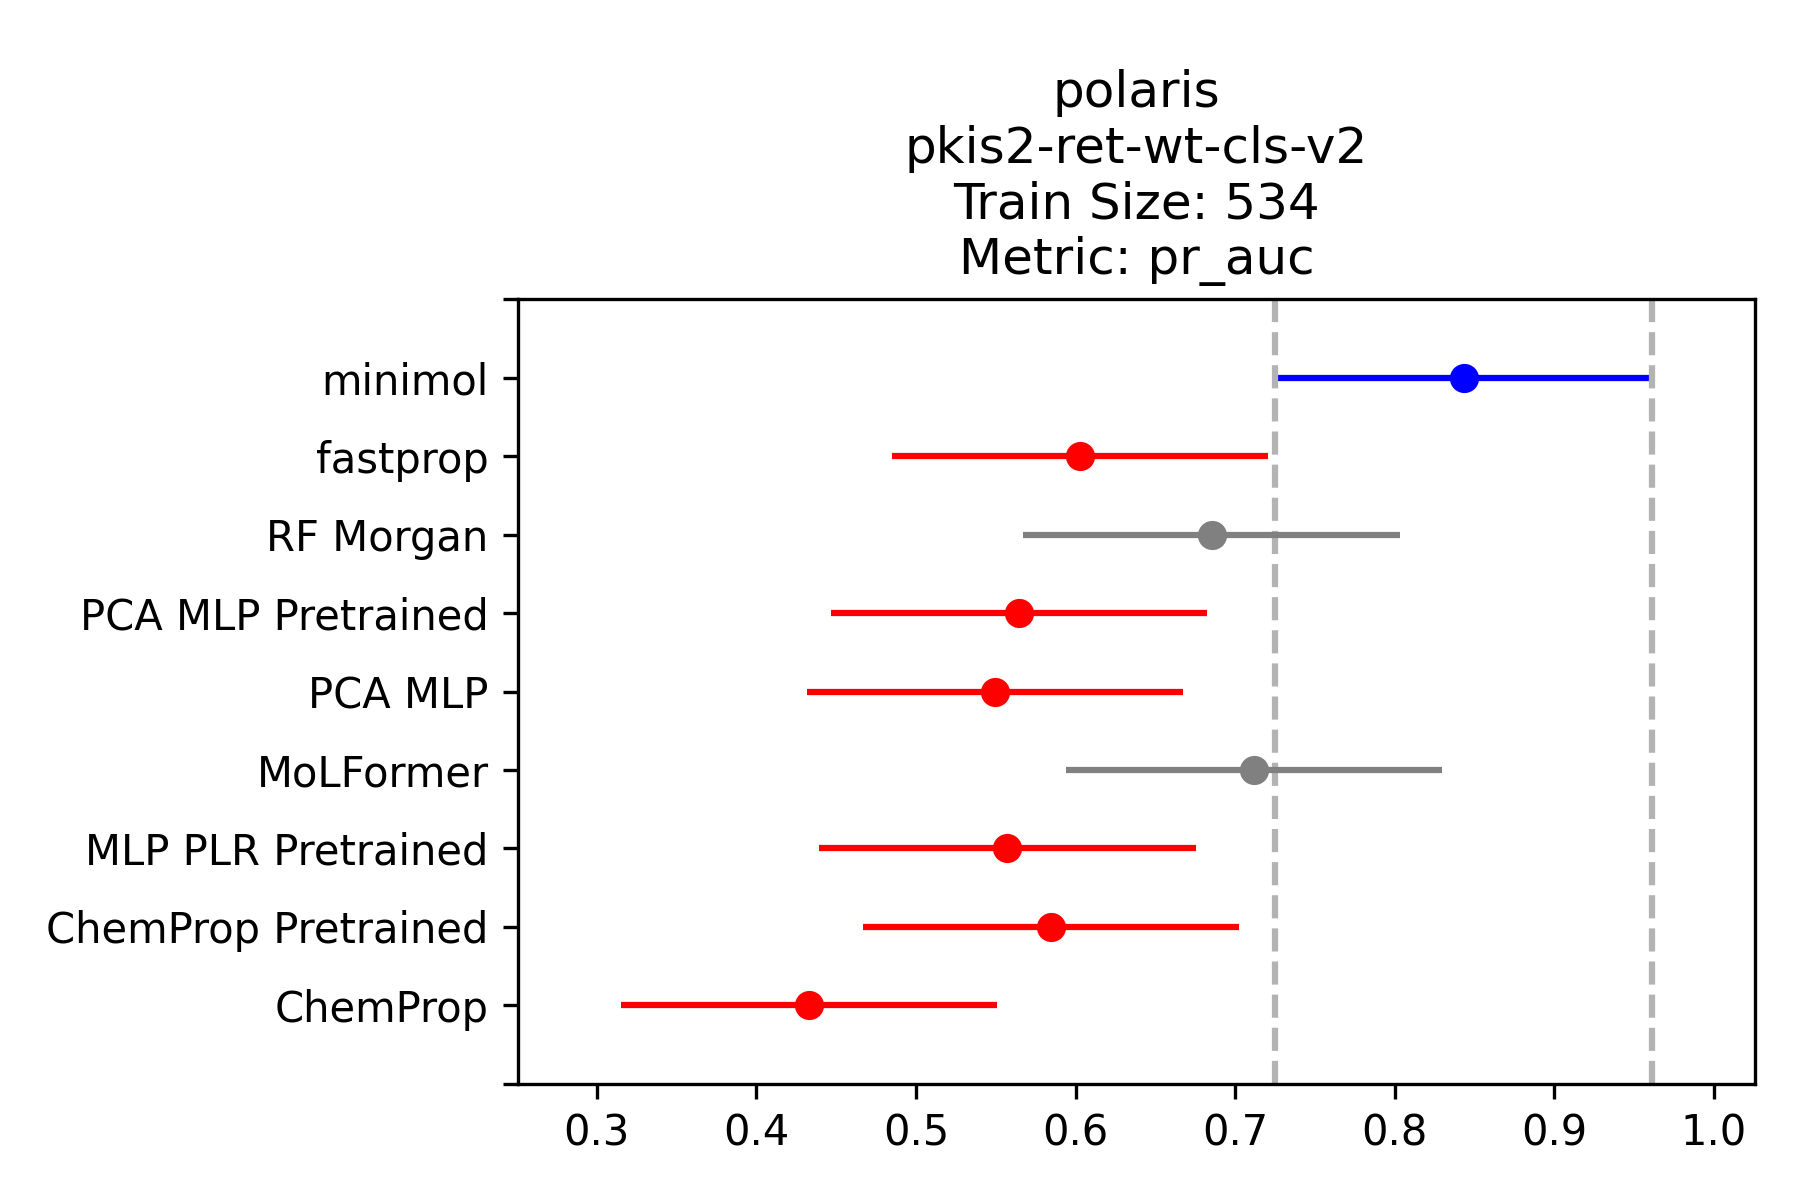 polaris
pkis2-ret-wt-cls-v2
Train Size: 534
Metric: pr_auc
minimol
fastprop
RF Morgan
PCA MLP Pretrained
PCA MLP
MoLFormer
MLP PLR Pretrained
ChemProp Pretrained
ChemProp
0.3 0.4 0.5 0.6 0.7 0.8 0.9 1.0